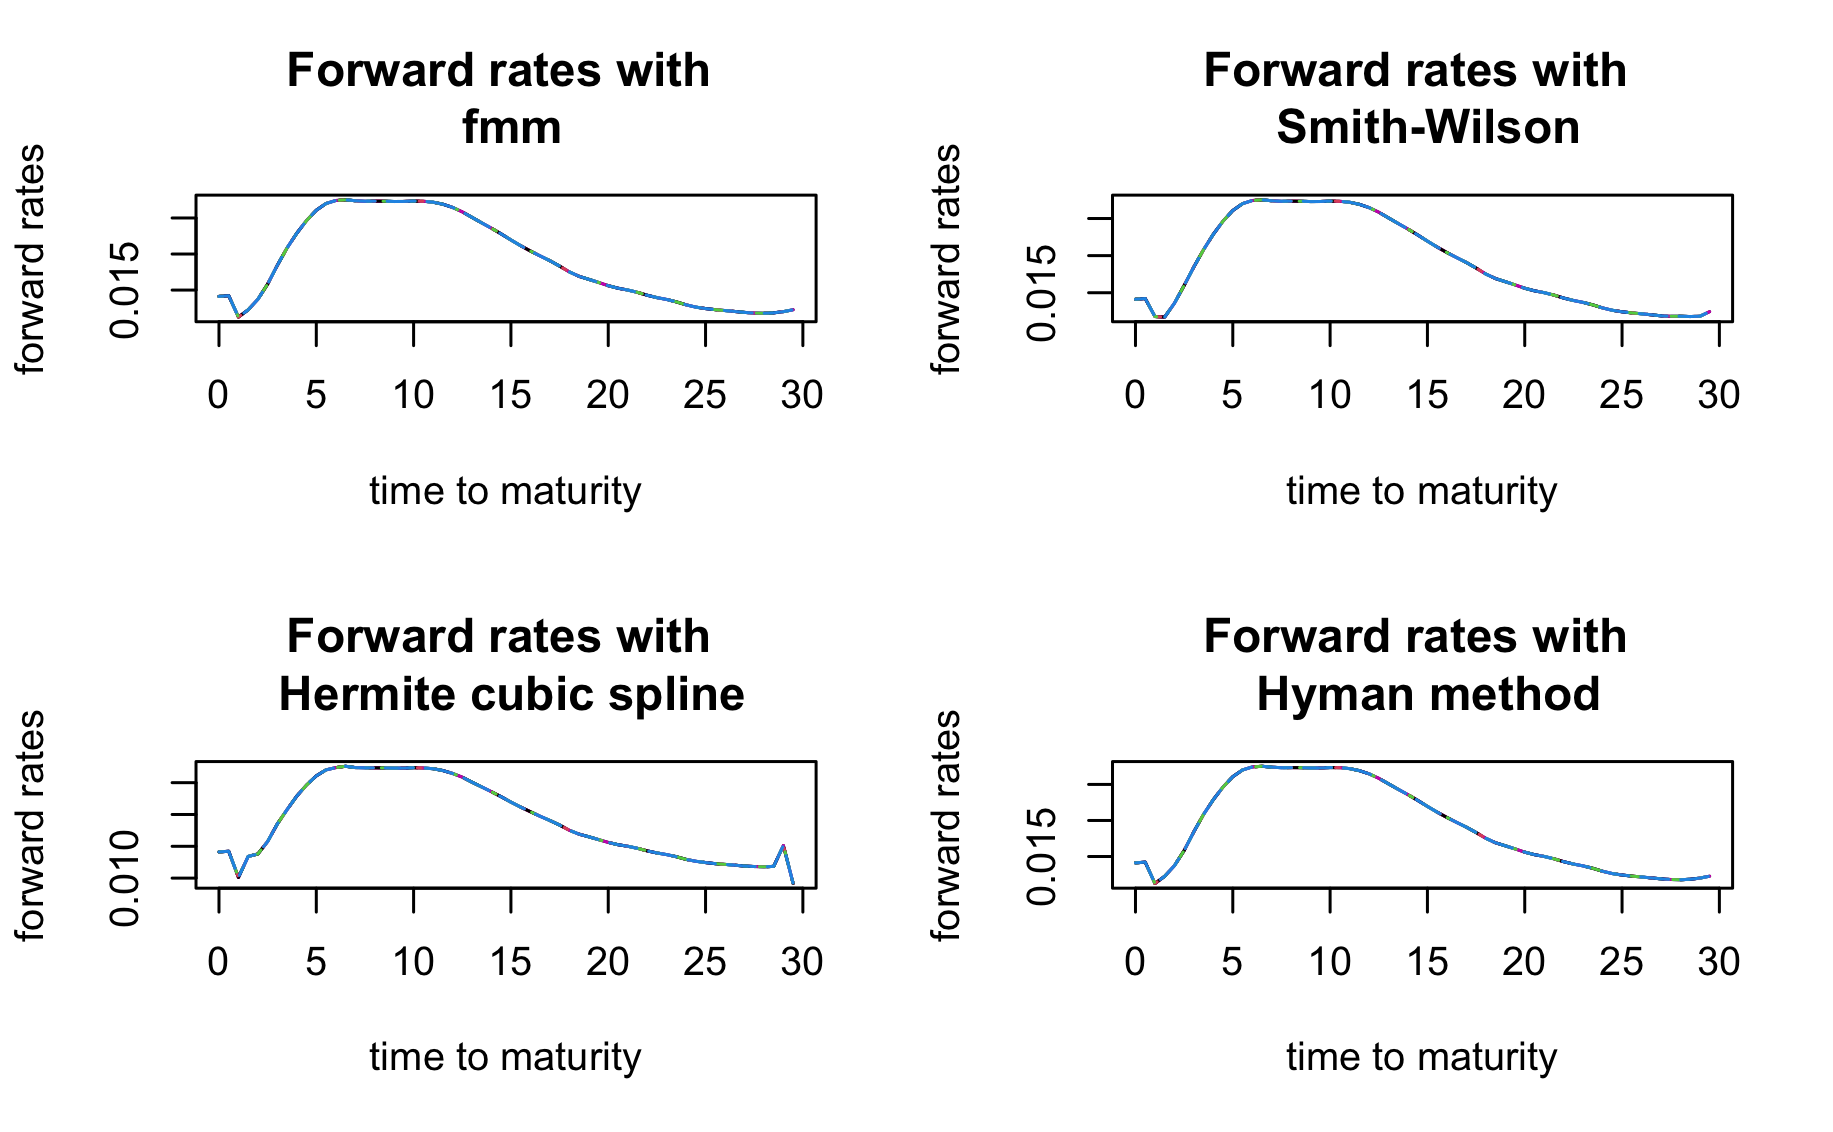 Forward rates with
fmm
forward rates
0.015
0 5 10 15 20 25 30
time to maturity
Forward rates with
Smith-Wilson
forward rates
0.015
0 5 10 15 20 25 30
time to maturity
Forward rates with
Hermite cubic spline
forward rates
0.010
0 5 10 15 20 25 30
time to maturity
Forward rates with
Hyman method
forward rates
0.015
0 5 10 15 20 25 30
time to maturity